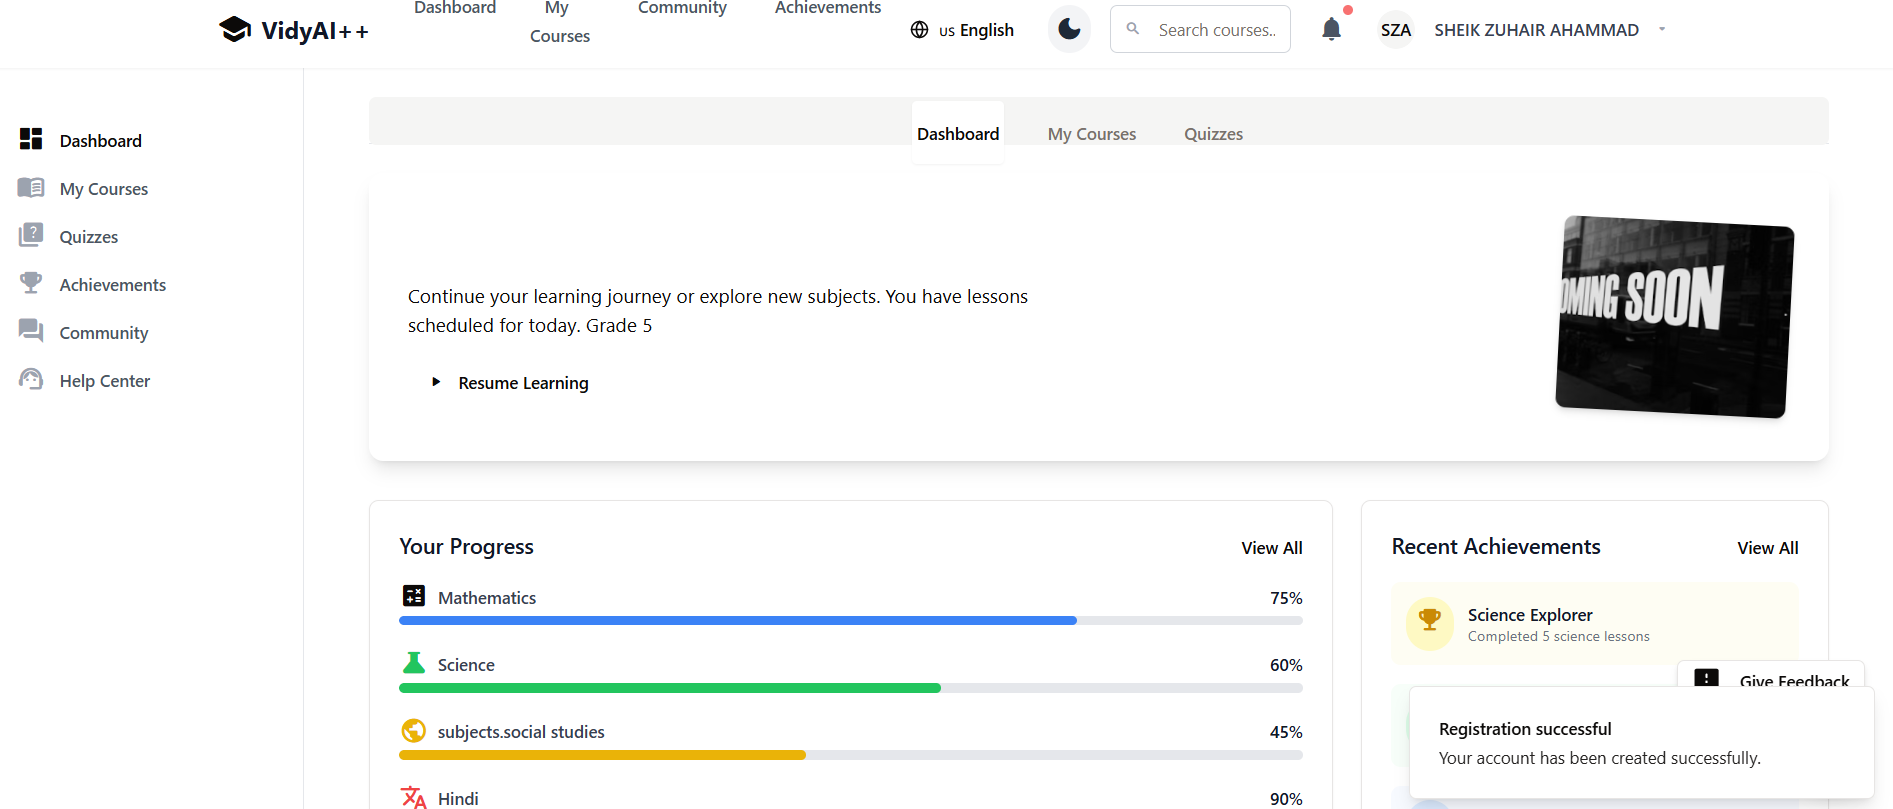 VidyAI++
Dashboard
My
Courses
Community
Achievements
us English
Search courses..
SZA
SHEIK ZUHAIR AHAMMAD
Dashboard
My Courses
Quizzes
Achievements
Community
Help Center
Dashboard
My Courses
Quizzes
Continue your learning journey or explore new subjects. You have lessons
scheduled for today. Grade 5
Resume Learning
OMING SOON
Your Progress
View All
Mathematics
75%
Science
60%
subjects.social studies
45%
Hindi
90%
Recent Achievements
View All
Science Explorer
Completed 5 science lessons
Give Feedback
Registration successful
Your account has been created successfully.